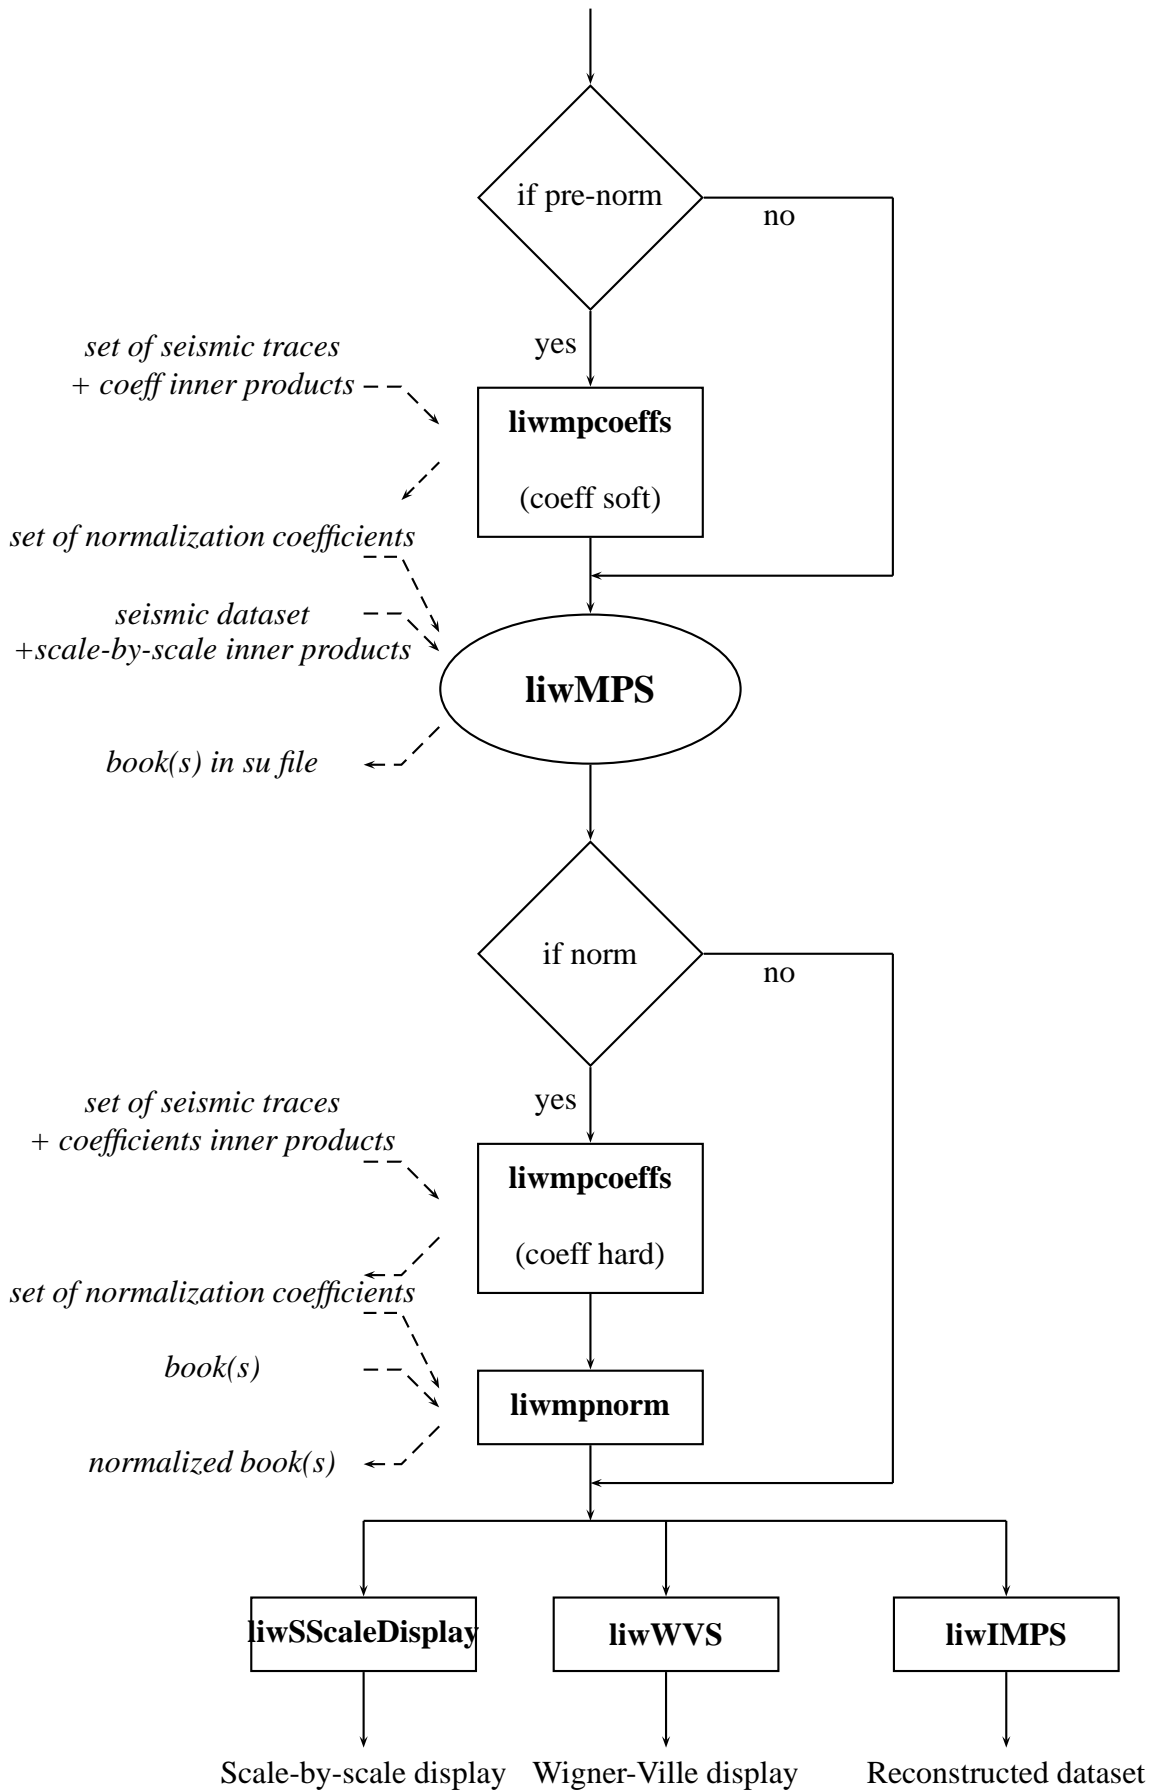 if pre-norm
no
yes
set of seismic traces
+ coeff inner products
liwmpcoeffs
(coeff soft)
set of normalization coefficients
seismic dataset
+scale-by-scale inner products
liwMPS
book(s) in su file
if norm
no
yes
set of seismic traces
+ coefficients inner products
liwmpcoeffs
(coeff hard)
set of normalization coefficients
book(s)
liwmpnorm
normalized book(s)
liwSScaleDisplay
liwWVS
liwIMPS
Scale-by-scale display
Wigner-Ville display
Reconstructed dataset